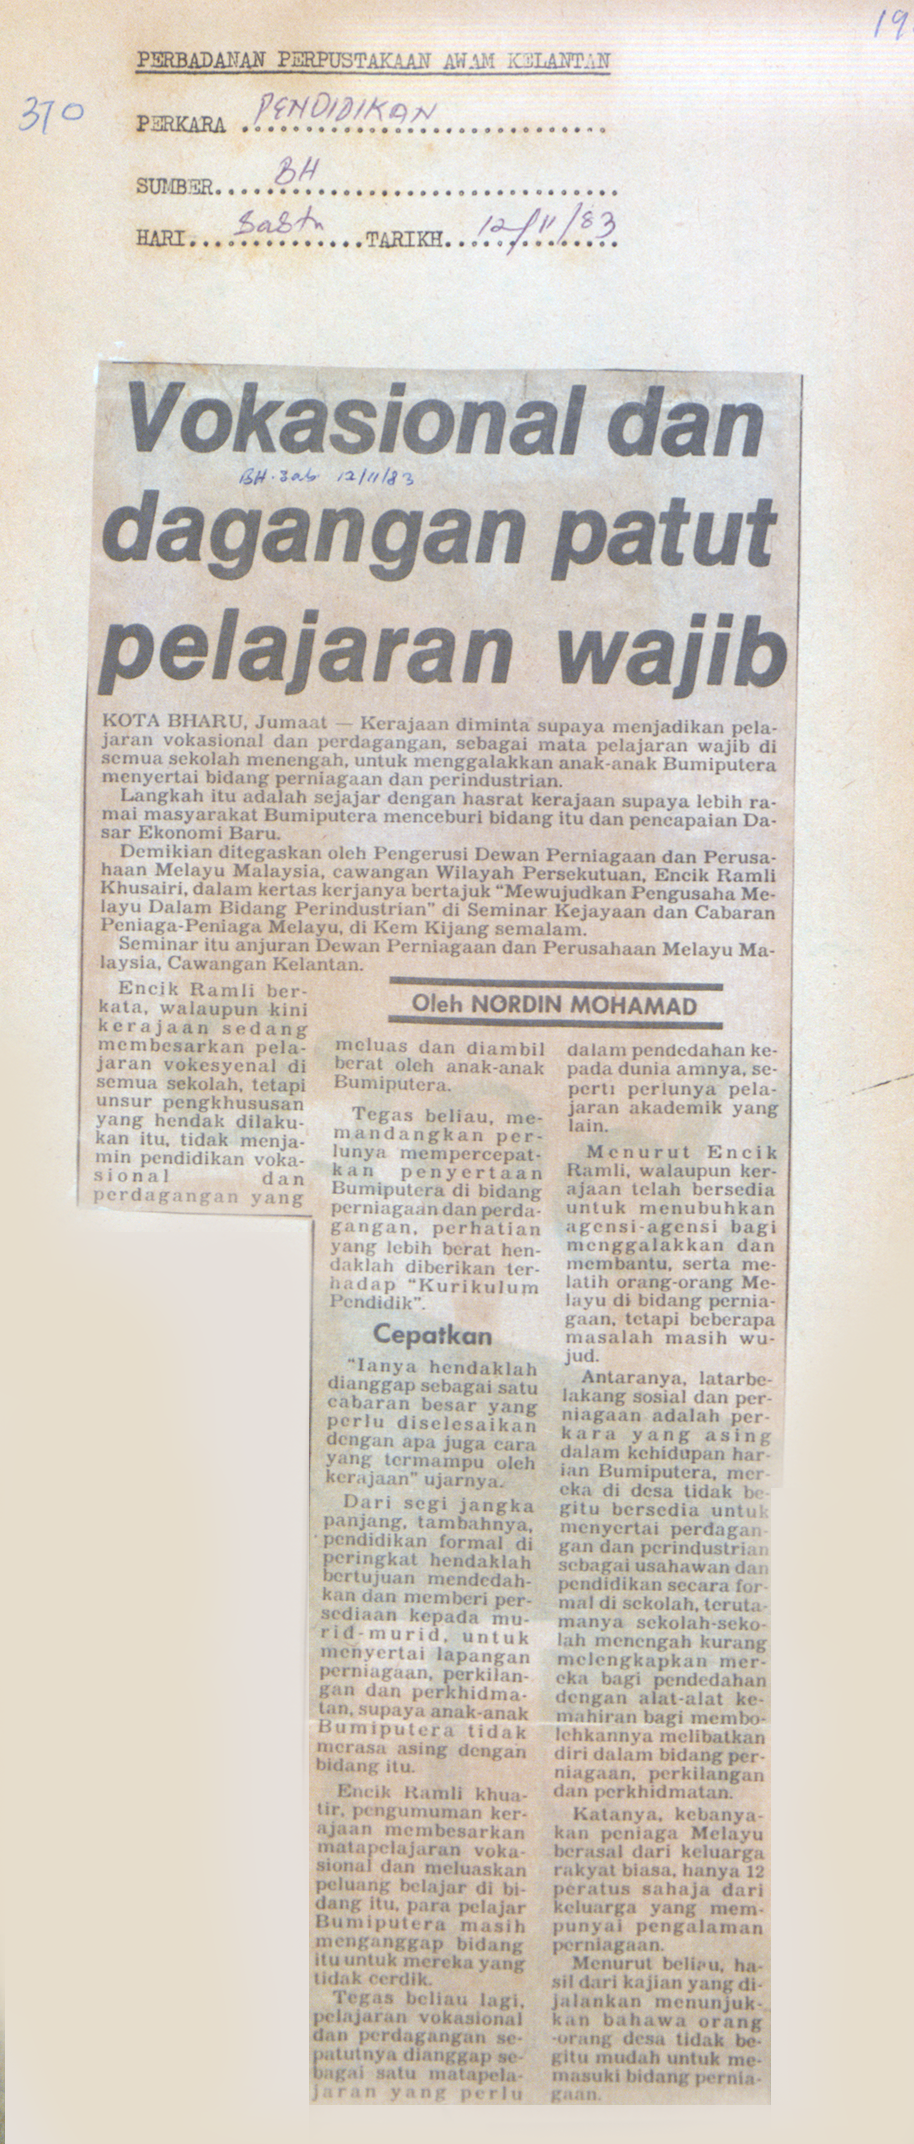 PERBADANAN PERPUSTAKAAN AWAM KELANTAN
370
PERKARA PENDIDIKAN
SUMBER BH
HARI Sabtu TARIKH 12/11/83
Vokasional dan
BH. Sab 12/11/83
dagangan patut
pelajaran wajib
KOTA BHARU, Jumaat — Kerajaan diminta supaya menjadikan pela-
jaran vokasional dan perdagangan, sebagai mata pelajaran wajib di
semua sekolah menengah, untuk menggalakkan anak-anak Bumiputera
menyertai bidang perniagaan dan perindustrian.
Langkah itu adalah sejajar dengan hasrat kerajaan supaya lebih ra-
mai masyarakat Bumiputera menceburi bidang itu dan pencapaian Da-
sar Ekonomi Baru.
Demikian ditegaskan oleh Pengerusi Dewan Perniagaan dan Perusa-
haan Melayu Malaysia, cawangan Wilayah Persekutuan, Encik Ramli
Khusairi, dalam kertas kerjanya bertajuk “Mewujudkan Pengusaha Me-
layu Dalam Bidang Perindustrian” di Seminar Kejayaan dan Cabaran
Peniaga-Peniaga Melayu, di Kem Kijang semalam.
Seminar itu anjuran Dewan Perniagaan dan Perusahaan Melayu Ma-
laysia, Cawangan Kelantan.
Oleh NORDIN MOHAMAD
Encik Ramli ber-
kata, walaupun kini
kerajaan sedang
membesarkan pela-
jaran vokesyenal di
semua sekolah, tetapi
unsur pengkhususan
yang hendak dilaku-
kan itu, tidak menja-
min pendidikan voka-
sional dan
perdagangan yang
meluas dan diambil
berat oleh anak-anak
Bumiputera.
Tegas beliau, me-
mandangkan per-
lunya mempercepat-
kan penyertaan
Bumiputera di bidang
perniagaan dan perda-
gangan, perhatian
yang lebih berat hen-
daklah diberikan ter-
hadap “Kurikulum
Pendidik”.
Cepatkan
“Ianya hendaklah
dianggap sebagai satu
cabaran besar yang
perlu diselesaikan
dengan apa juga cara
yang termampu oleh
kerajaan” ujarnya.
Dari segi jangka
panjang, tambahnya,
pendidikan formal di
peringkat hendaklah
bertujuan mendedah-
kan dan memberi per-
sediaan kepada mu-
rid-murid, untuk
menyertai lapangan
perniagaan, perkilan-
gan dan perkhidma-
tan, supaya anak-anak
Bumiputera tidak
merasa asing dengan
bidang itu.
Encik Ramli khua-
tir, pengumuman ker-
ajaan membesarkan
matapelajaran voka-
sional dan meluaskan
peluang belajar di bi-
dang itu, para pelajar
Bumiputera masih
menganggap bidang
itu untuk mereka yang
tidak cerdik.
Tegas beliau lagi,
pelajaran vokasional
dan perdagangan se-
patutnya dianggap se-
bagai satu matapela-
jaran yang perlu
dalam pendedahan ke-
pada dunia amnya, se-
perti perlunya pela-
jaran akademik yang
lain.
Menurut Encik
Ramli, walaupun ker-
ajaan telah bersedia
untuk menubuhkan
agensi-agensi bagi
menggalakkan dan
membantu, serta me-
latih orang-orang Me-
layu di bidang pernia-
gaan, tetapi beberapa
masalah masih wu-
jud.
Antaranya, latarbe-
lakang sosial dan per-
niagaan adalah per-
kara yang asing
dalam kehidupan har-
ian Bumiputera, mer-
eka di desa tidak be-
gitu bersedia untuk
menyertai perdagan-
gan dan perindustrian
sebagai usahawan dan
pendidikan secara for-
mal di sekolah, teruta-
manya sekolah-seko-
lah menengah kurang
melengkapkan mer-
eka bagi pendedahan
dengan alat-alat ke-
mahiran bagi membo-
lehkannya melibatkan
diri dalam bidang per-
niagaan, perkilangan
dan perkhidmatan.
Katanya, kebanya-
kan peniaga Melayu
berasal dari keluarga
rakyat biasa, hanya 12
peratus sahaja dari
keluarga yang mem-
punyai pengalaman
perniagaan.
Menurut beliau, ha-
sil dari kajian yang di-
jalankan menunjuk-
kan bahawa orang
-orang desa tidak be-
gitu mudah untuk me-
masuki bidang pernia-
gaan.